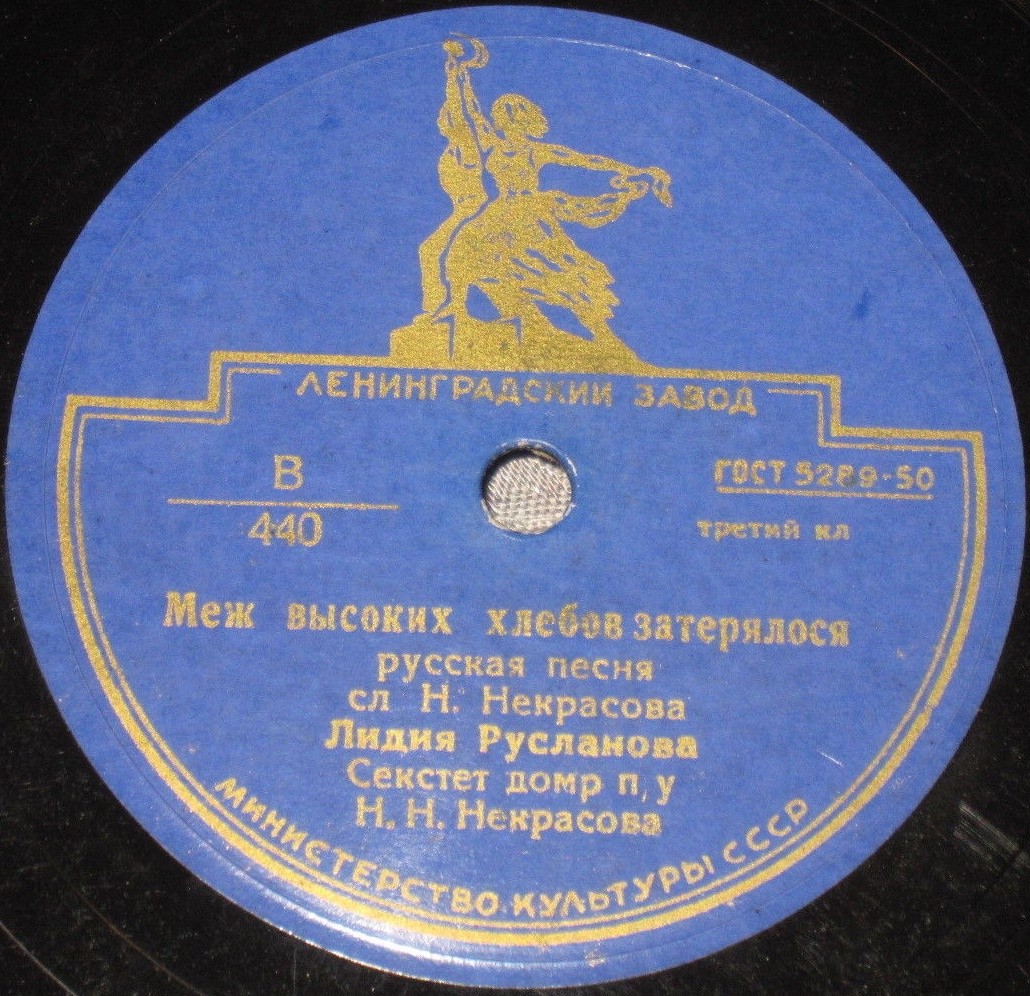 ЛЕНИНГРАДСКИЙ ЗАВОД
В
440
ГОСТ 5289-50
третий кл
Меж высоких хлебов затерялося
русская песня
сл Н. Некрасова
Лидия Русланова
Секстет домр п/у
Н. Н. Некрасова
МИНИСТЕРСТВО КУЛЬТУРЫ СССР